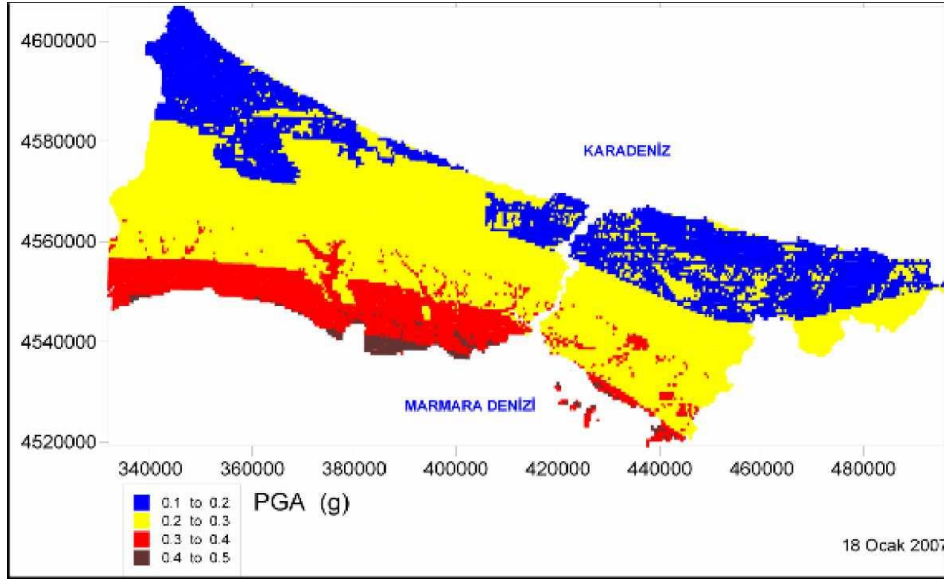 4600000
4580000
KARADENİZ
4560000
4540000
MARMARA DENİZİ
4520000
340000 360000 380000 400000 420000 440000 460000 480000
PGA (g)
0.1 to 0.2
0.2 to 0.3
0.3 to 0.4
0.4 to 0.5
18 Ocak 2007